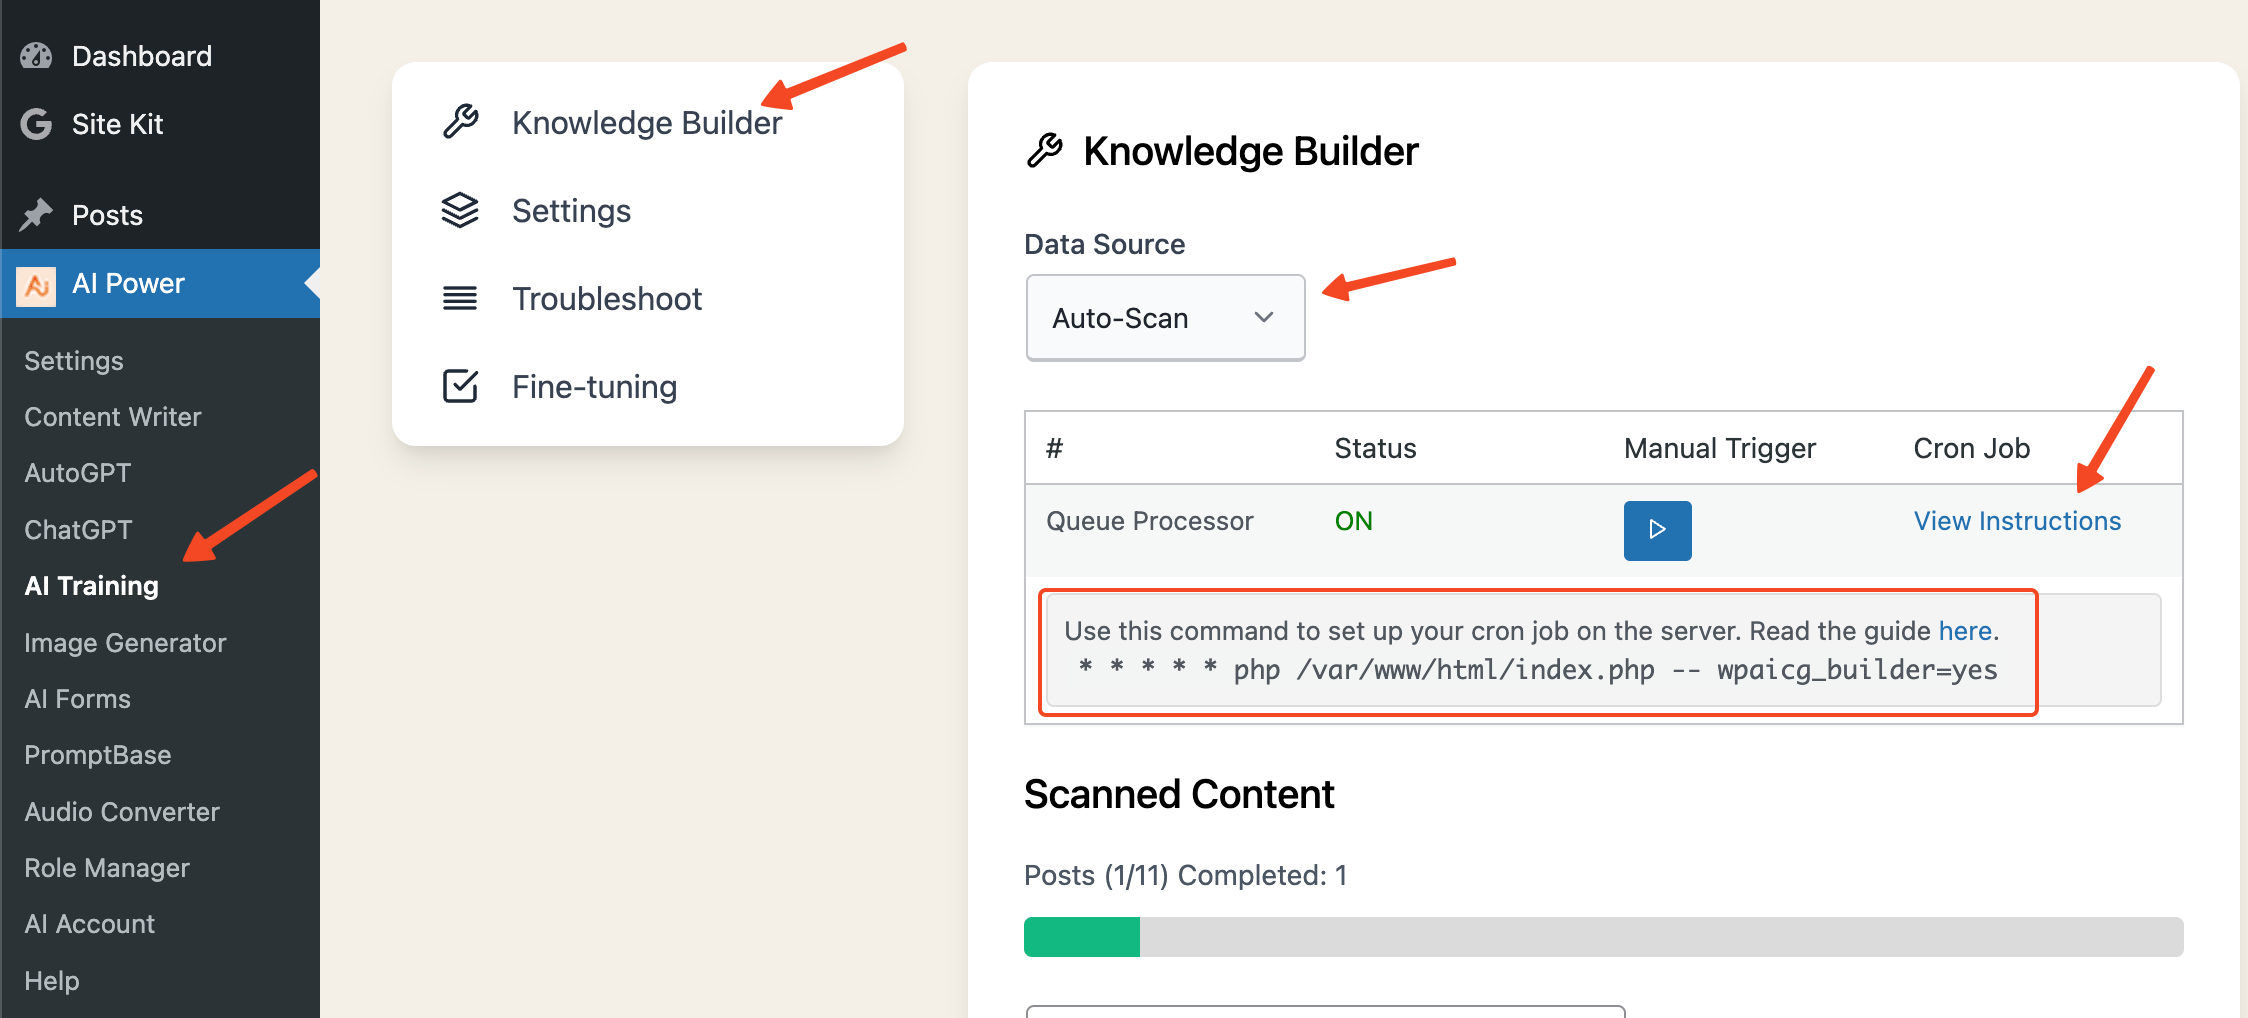 Dashboard
Site Kit
Posts
AI Power
Settings
Content Writer
AutoGPT
ChatGPT
AI Training
Image Generator
AI Forms
PromptBase
Audio Converter
Role Manager
AI Account
Help
Knowledge Builder
Settings
Troubleshoot
Fine-tuning
Knowledge Builder
Data Source
Auto-Scan
# Status Manual Trigger Cron Job
Queue Processor ON View Instructions
Use this command to set up your cron job on the server. Read the guide here.
* * * * * php /var/www/html/index.php -- wpaicg_builder=yes
Scanned Content
Posts (1/11) Completed: 1